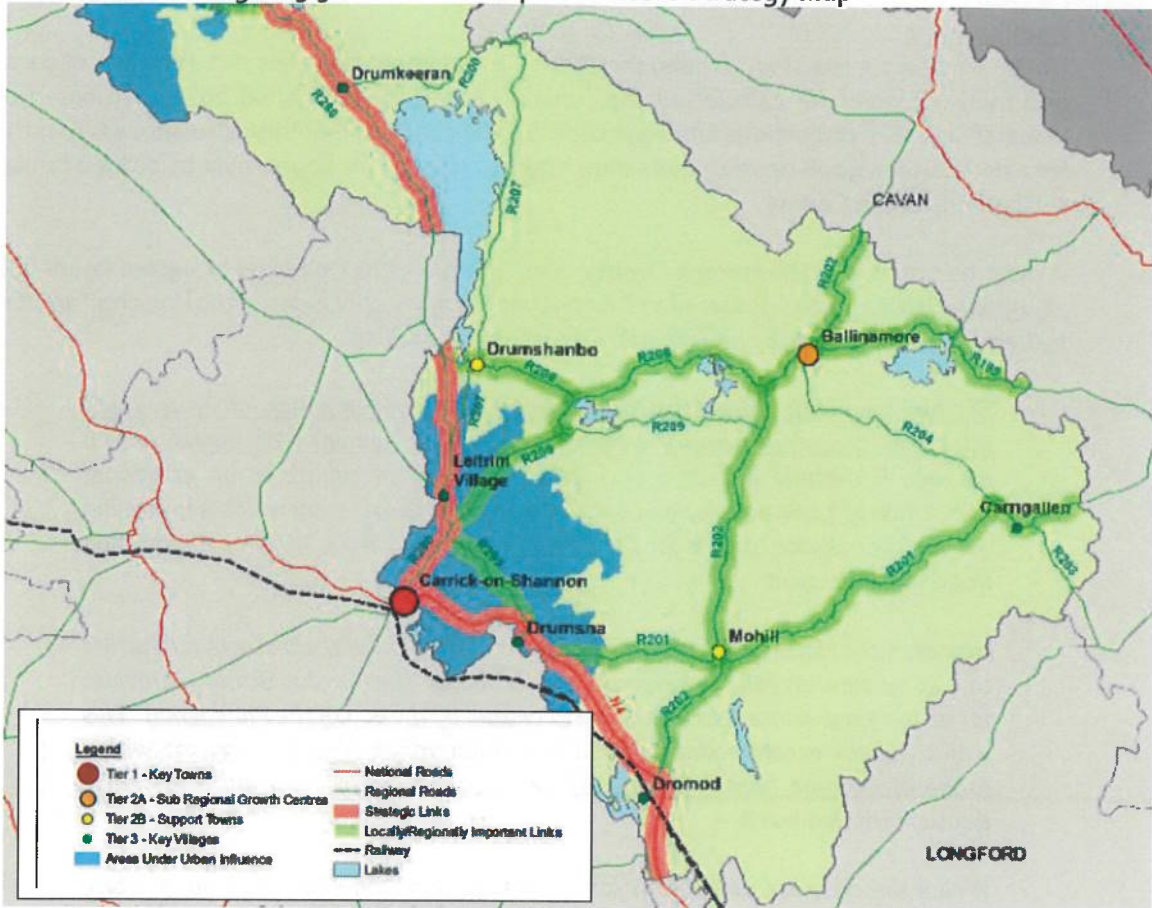 Drumkeeran
R200
R280
R207
CAVAN
R202
Ballinamore
R199
Drumshanbo
R208
R208
R207
R209
R209
R204
Leitrim
Village
Carrigallen
R202
R201
R280
Carrick-on-Shannon
Drumsna
R201
Mohill
N4
R202
Dromod
LONGFORD
Legend
Tier 1 - Key Towns
Tier 2A - Sub Regional Growth Centres
Tier 2B - Support Towns
Tier 3 - Key Villages
Areas Under Urban Influence
National Roads
Regional Roads
Strategic Links
Locally/Regionally Important Links
Railway
Lakes